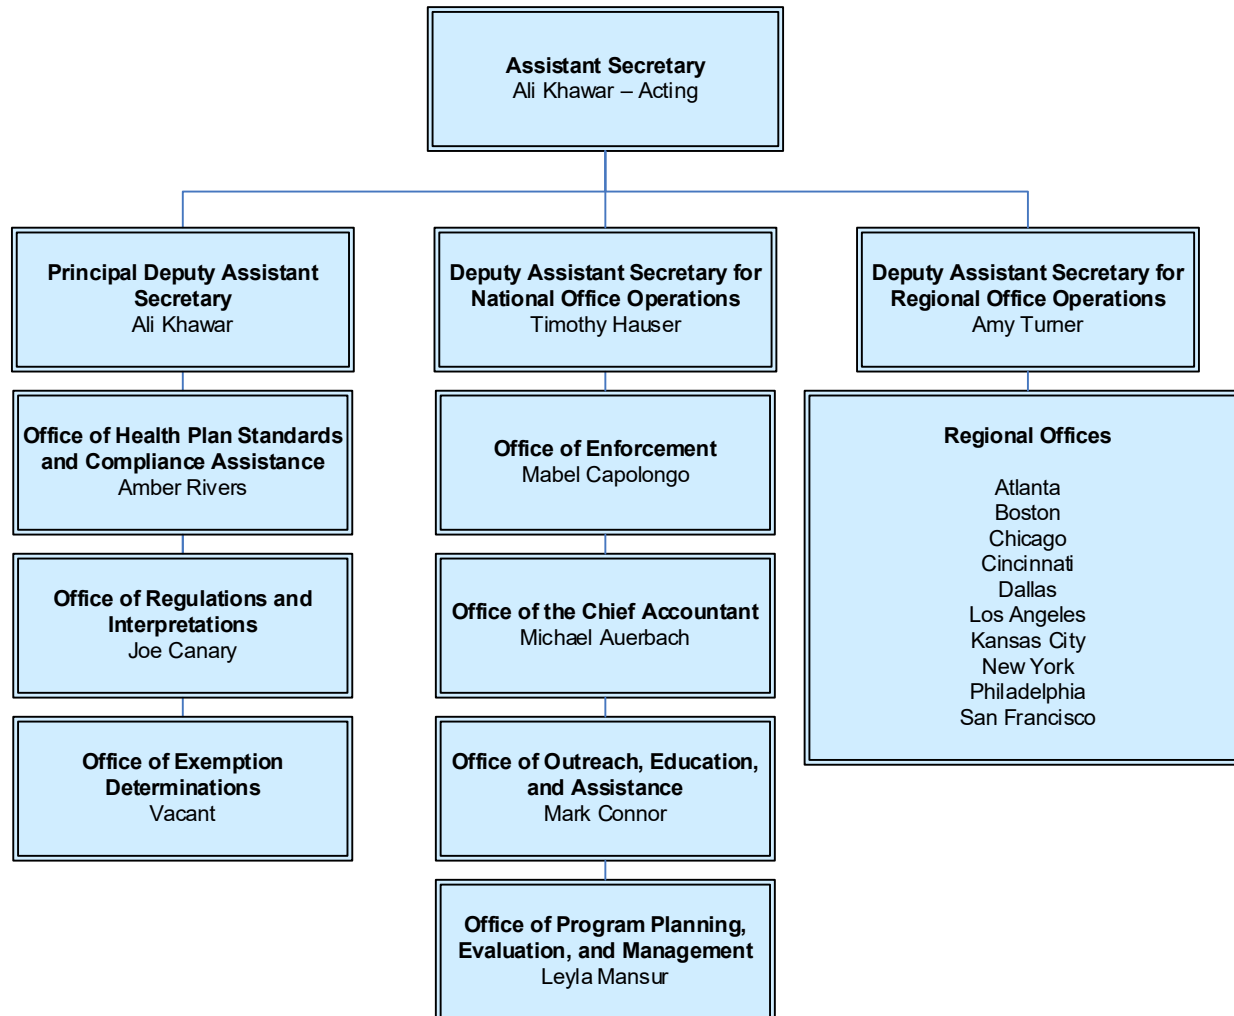 Assistant Secretary
Ali Khawar – Acting
Principal Deputy Assistant
Secretary
Ali Khawar
Deputy Assistant Secretary for
National Office Operations
Timothy Hauser
Deputy Assistant Secretary for
Regional Office Operations
Amy Turner
Office of Health Plan Standards
and Compliance Assistance
Amber Rivers
Office of Regulations and
Interpretations
Joe Canary
Office of Exemption
Determinations
Vacant
Office of Enforcement
Mabel Capolongo
Office of the Chief Accountant
Michael Auerbach
Office of Outreach, Education,
and Assistance
Mark Connor
Office of Program Planning,
Evaluation, and Management
Leyla Mansur
Regional Offices
Atlanta
Boston
Chicago
Cincinnati
Dallas
Los Angeles
Kansas City
New York
Philadelphia
San Francisco